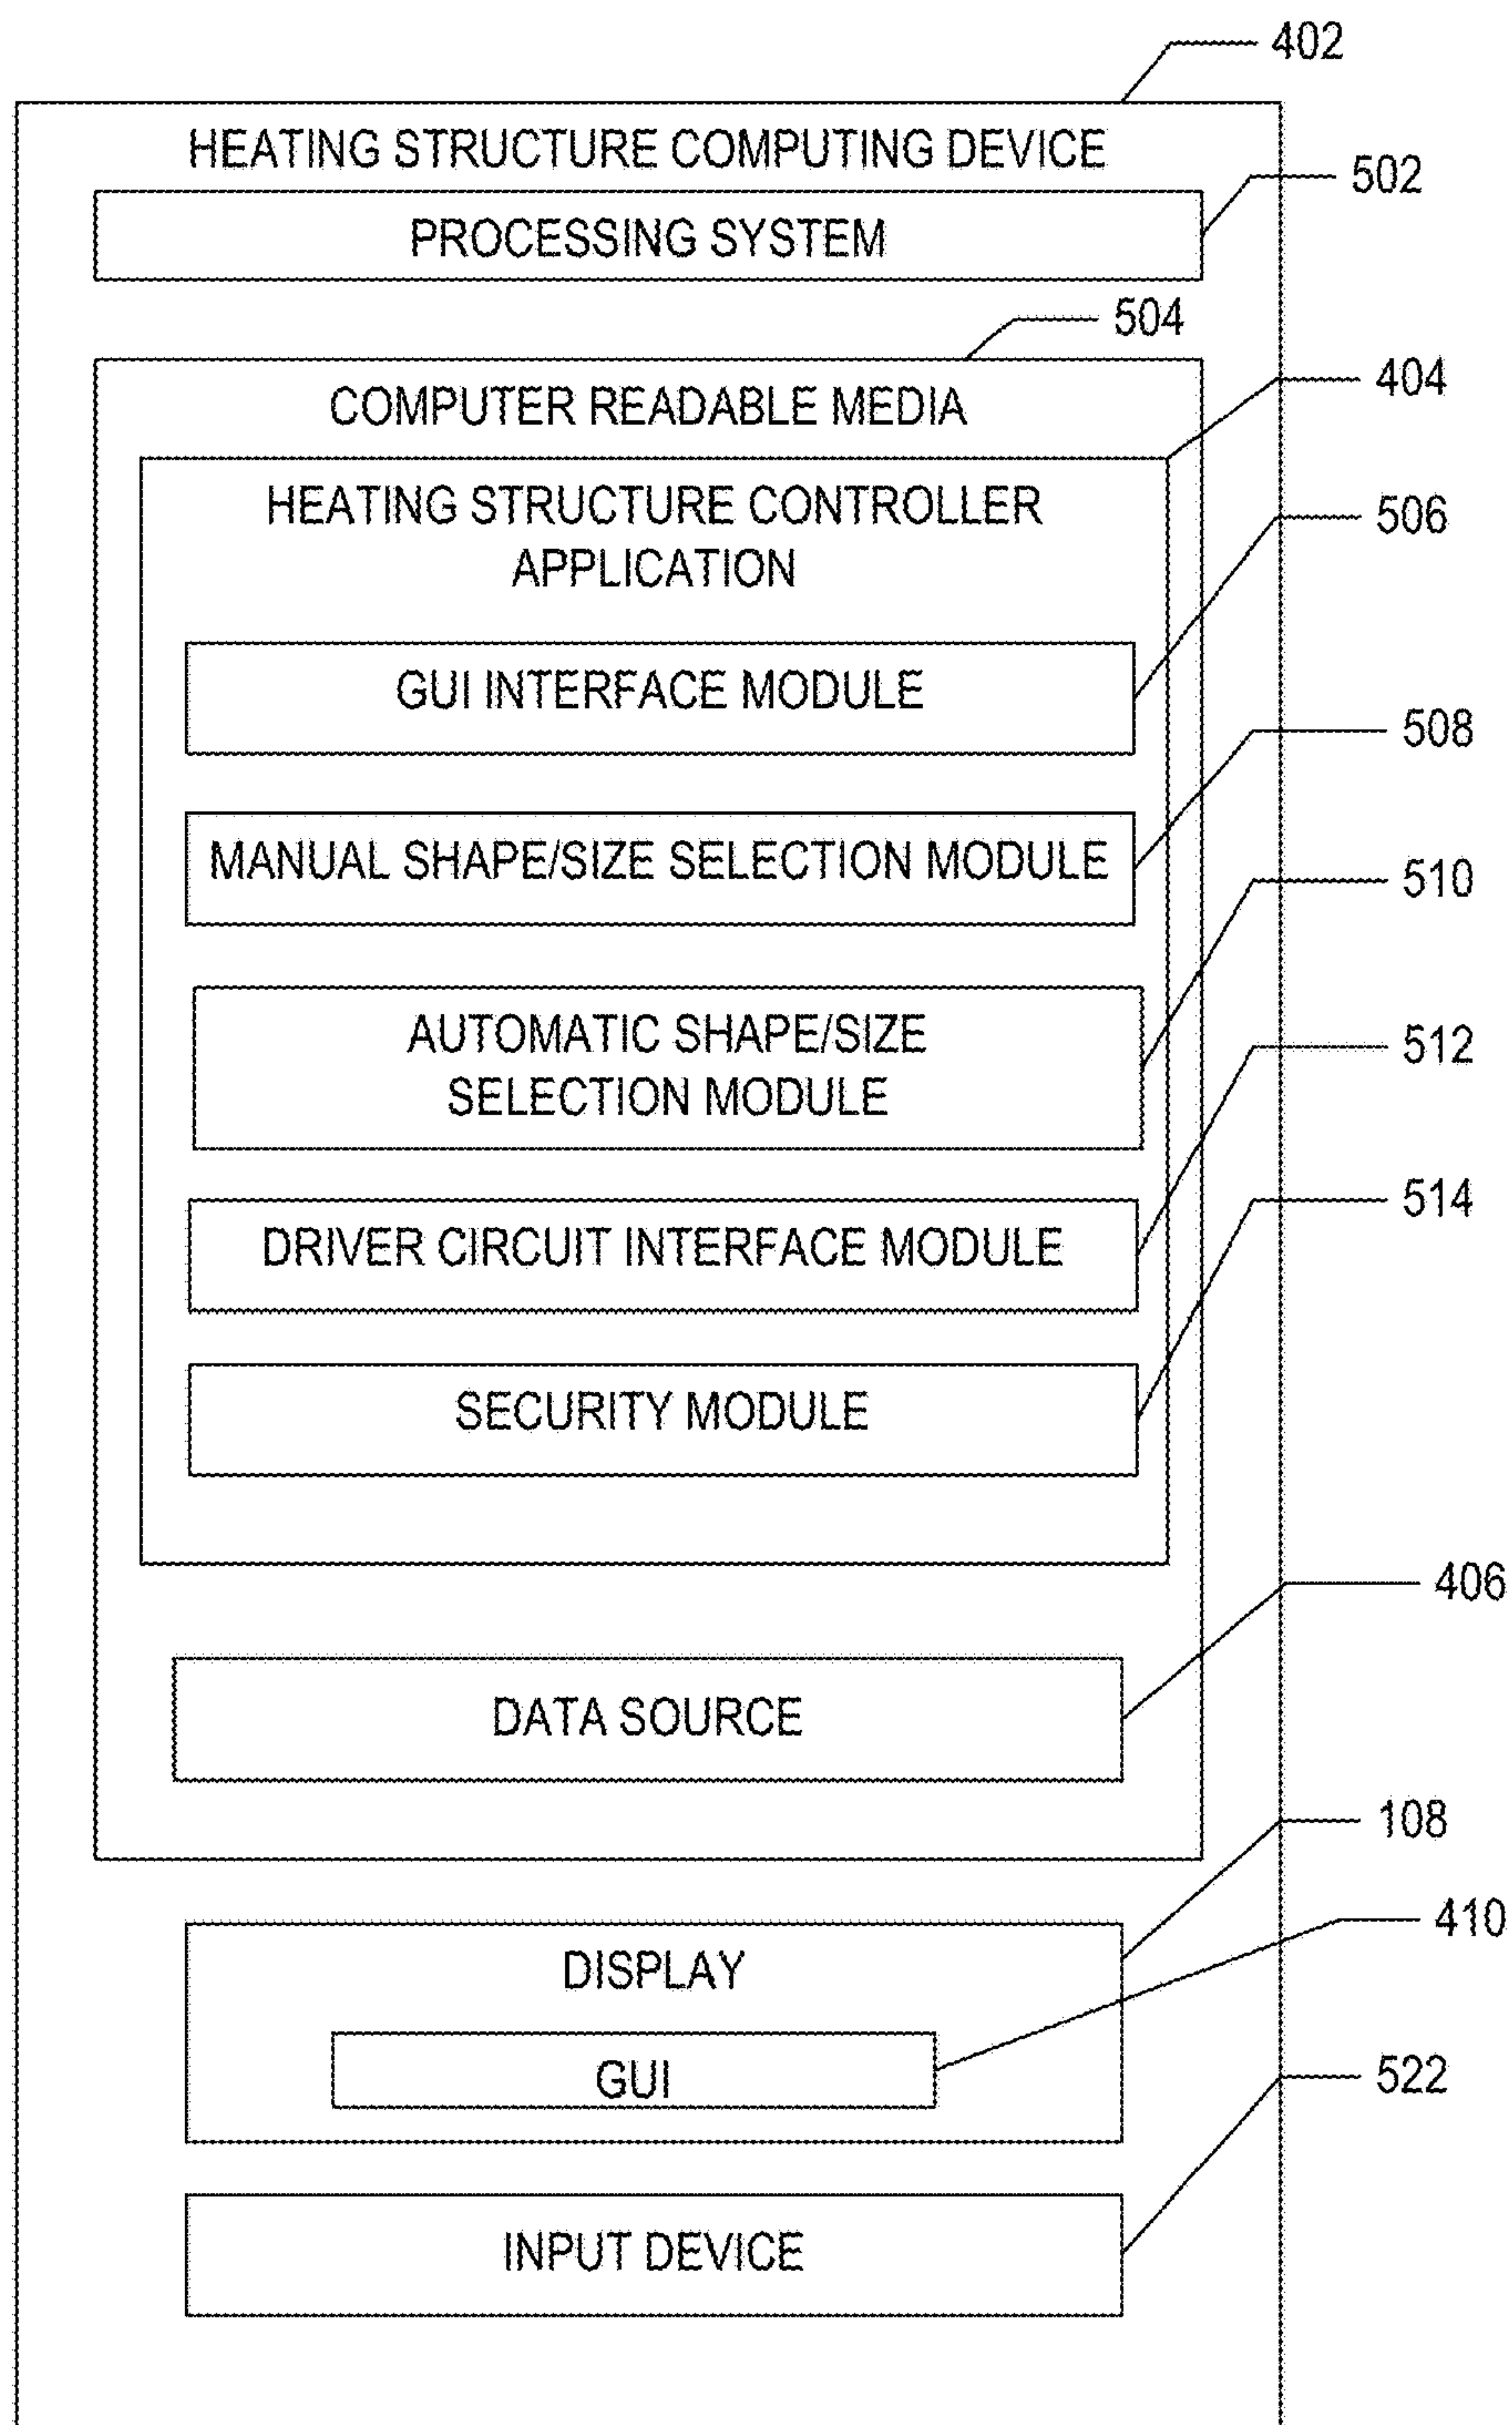 402
HEATING STRUCTURE COMPUTING DEVICE
502
PROCESSING SYSTEM
504
COMPUTER READABLE MEDIA
404
HEATING STRUCTURE CONTROLLER
APPLICATION
506
GUI INTERFACE MODULE
508
MANUAL SHAPE/SIZE SELECTION MODULE
510
AUTOMATIC SHAPE/SIZE
SELECTION MODULE
512
DRIVER CIRCUIT INTERFACE MODULE
514
SECURITY MODULE
406
DATA SOURCE
108
DISPLAY
410
GUI
522
INPUT DEVICE